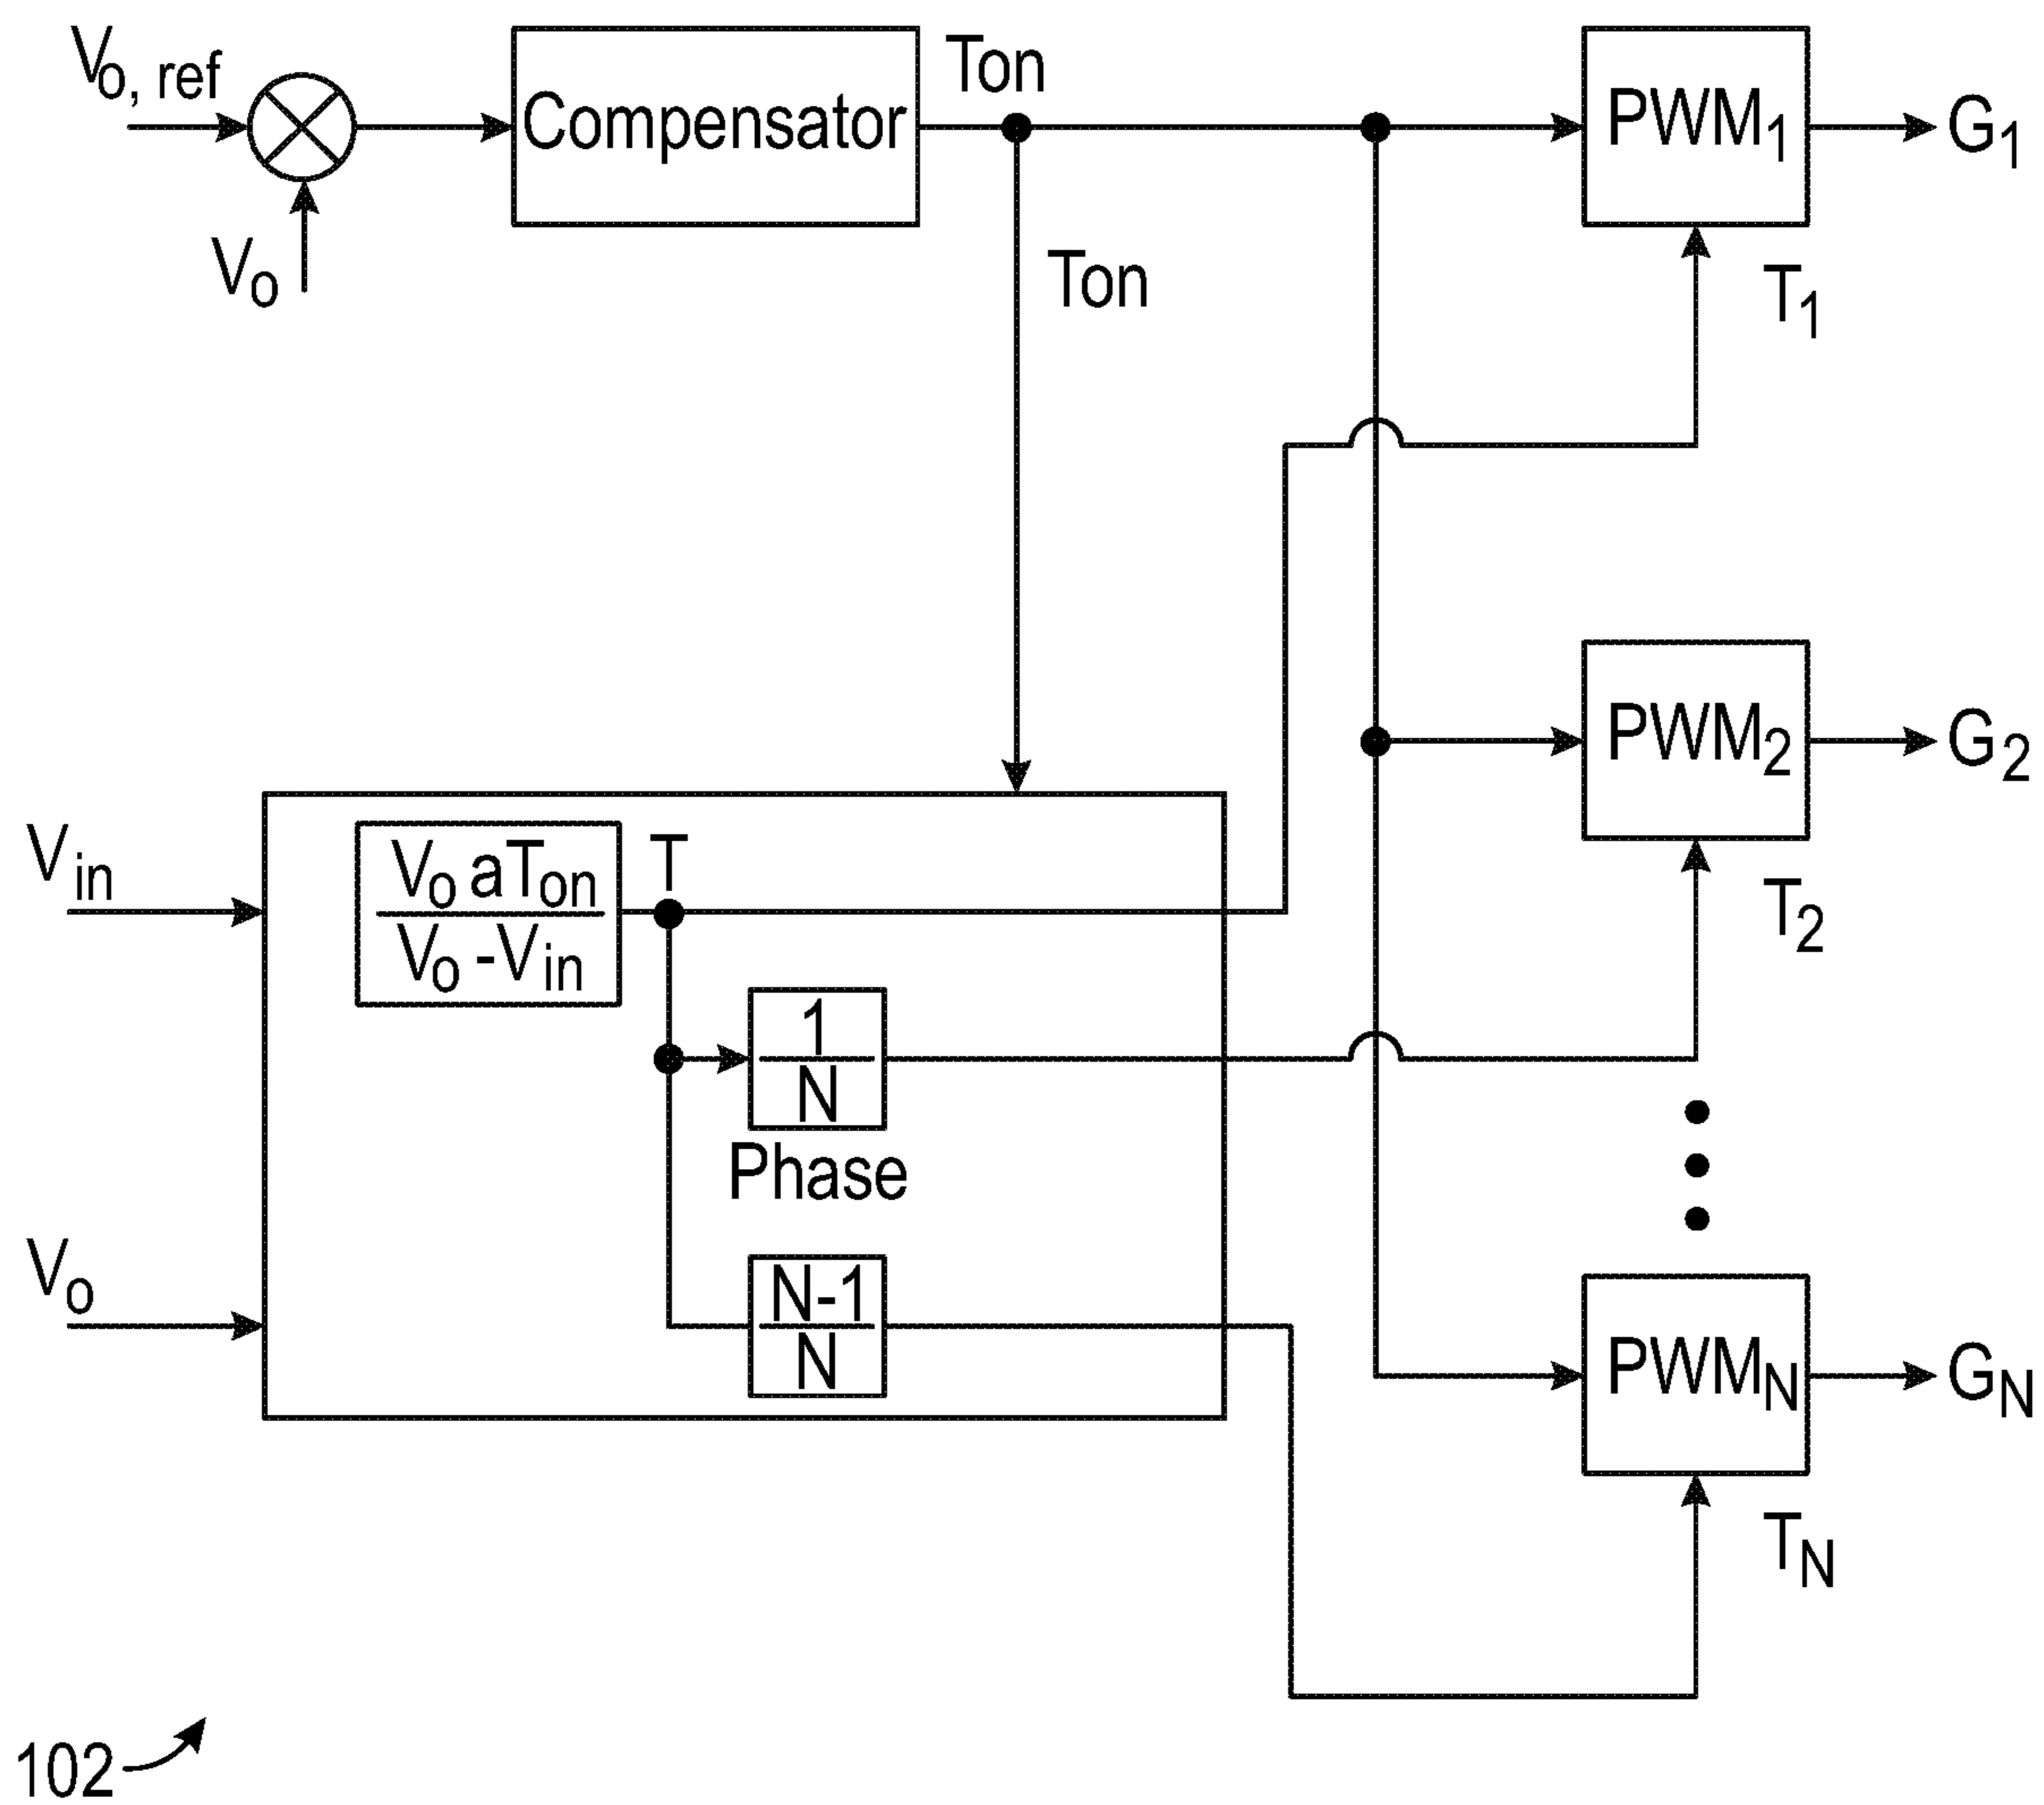 Vo, ref
Compensator
Ton
PWM1
G1
Vo
Ton
T1
PWM2
G2
Vin
Vo aTon
Vo -Vin
T
T2
1
N
Phase
Vo
N-1
N
PWMN
GN
TN
102